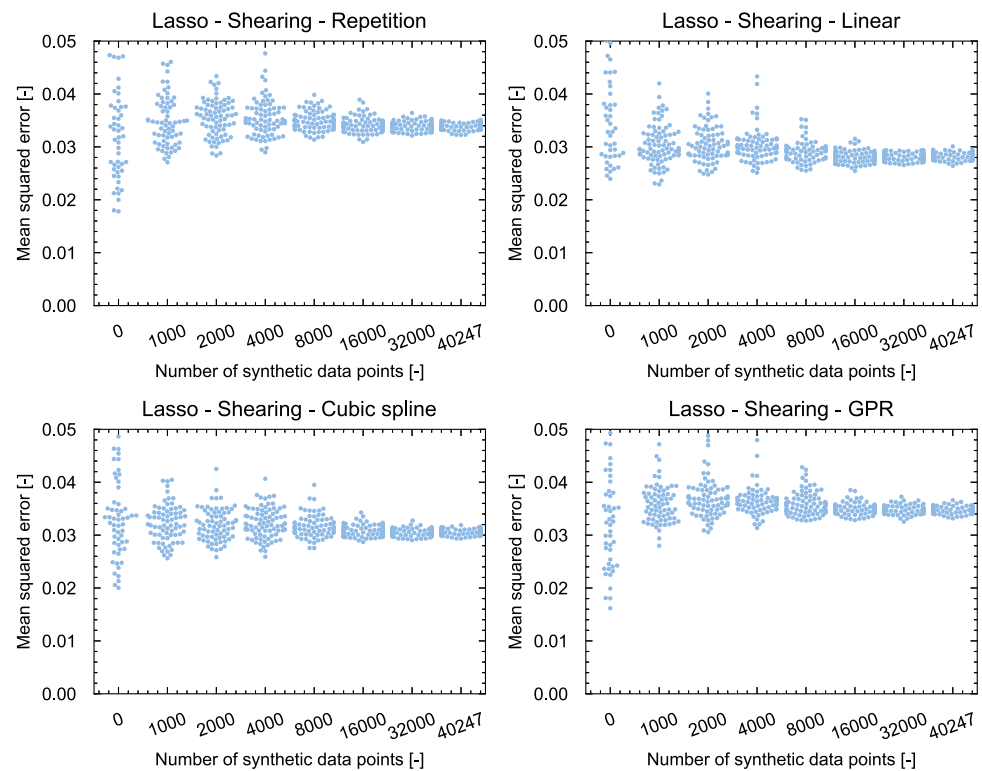 Lasso - Shearing - Repetition
Mean squared error [-]
0.05
0.04
0.03
0.02
0.01
0.00
0 1000 2000 4000 8000 16000 32000 40247
Number of synthetic data points [-]
Lasso - Shearing - Linear
Mean squared error [-]
0.05
0.04
0.03
0.02
0.01
0.00
0 1000 2000 4000 8000 16000 32000 40247
Number of synthetic data points [-]
Lasso - Shearing - Cubic spline
Mean squared error [-]
0.05
0.04
0.03
0.02
0.01
0.00
0 1000 2000 4000 8000 16000 32000 40247
Number of synthetic data points [-]
Lasso - Shearing - GPR
Mean squared error [-]
0.05
0.04
0.03
0.02
0.01
0.00
0 1000 2000 4000 8000 16000 32000 40247
Number of synthetic data points [-]